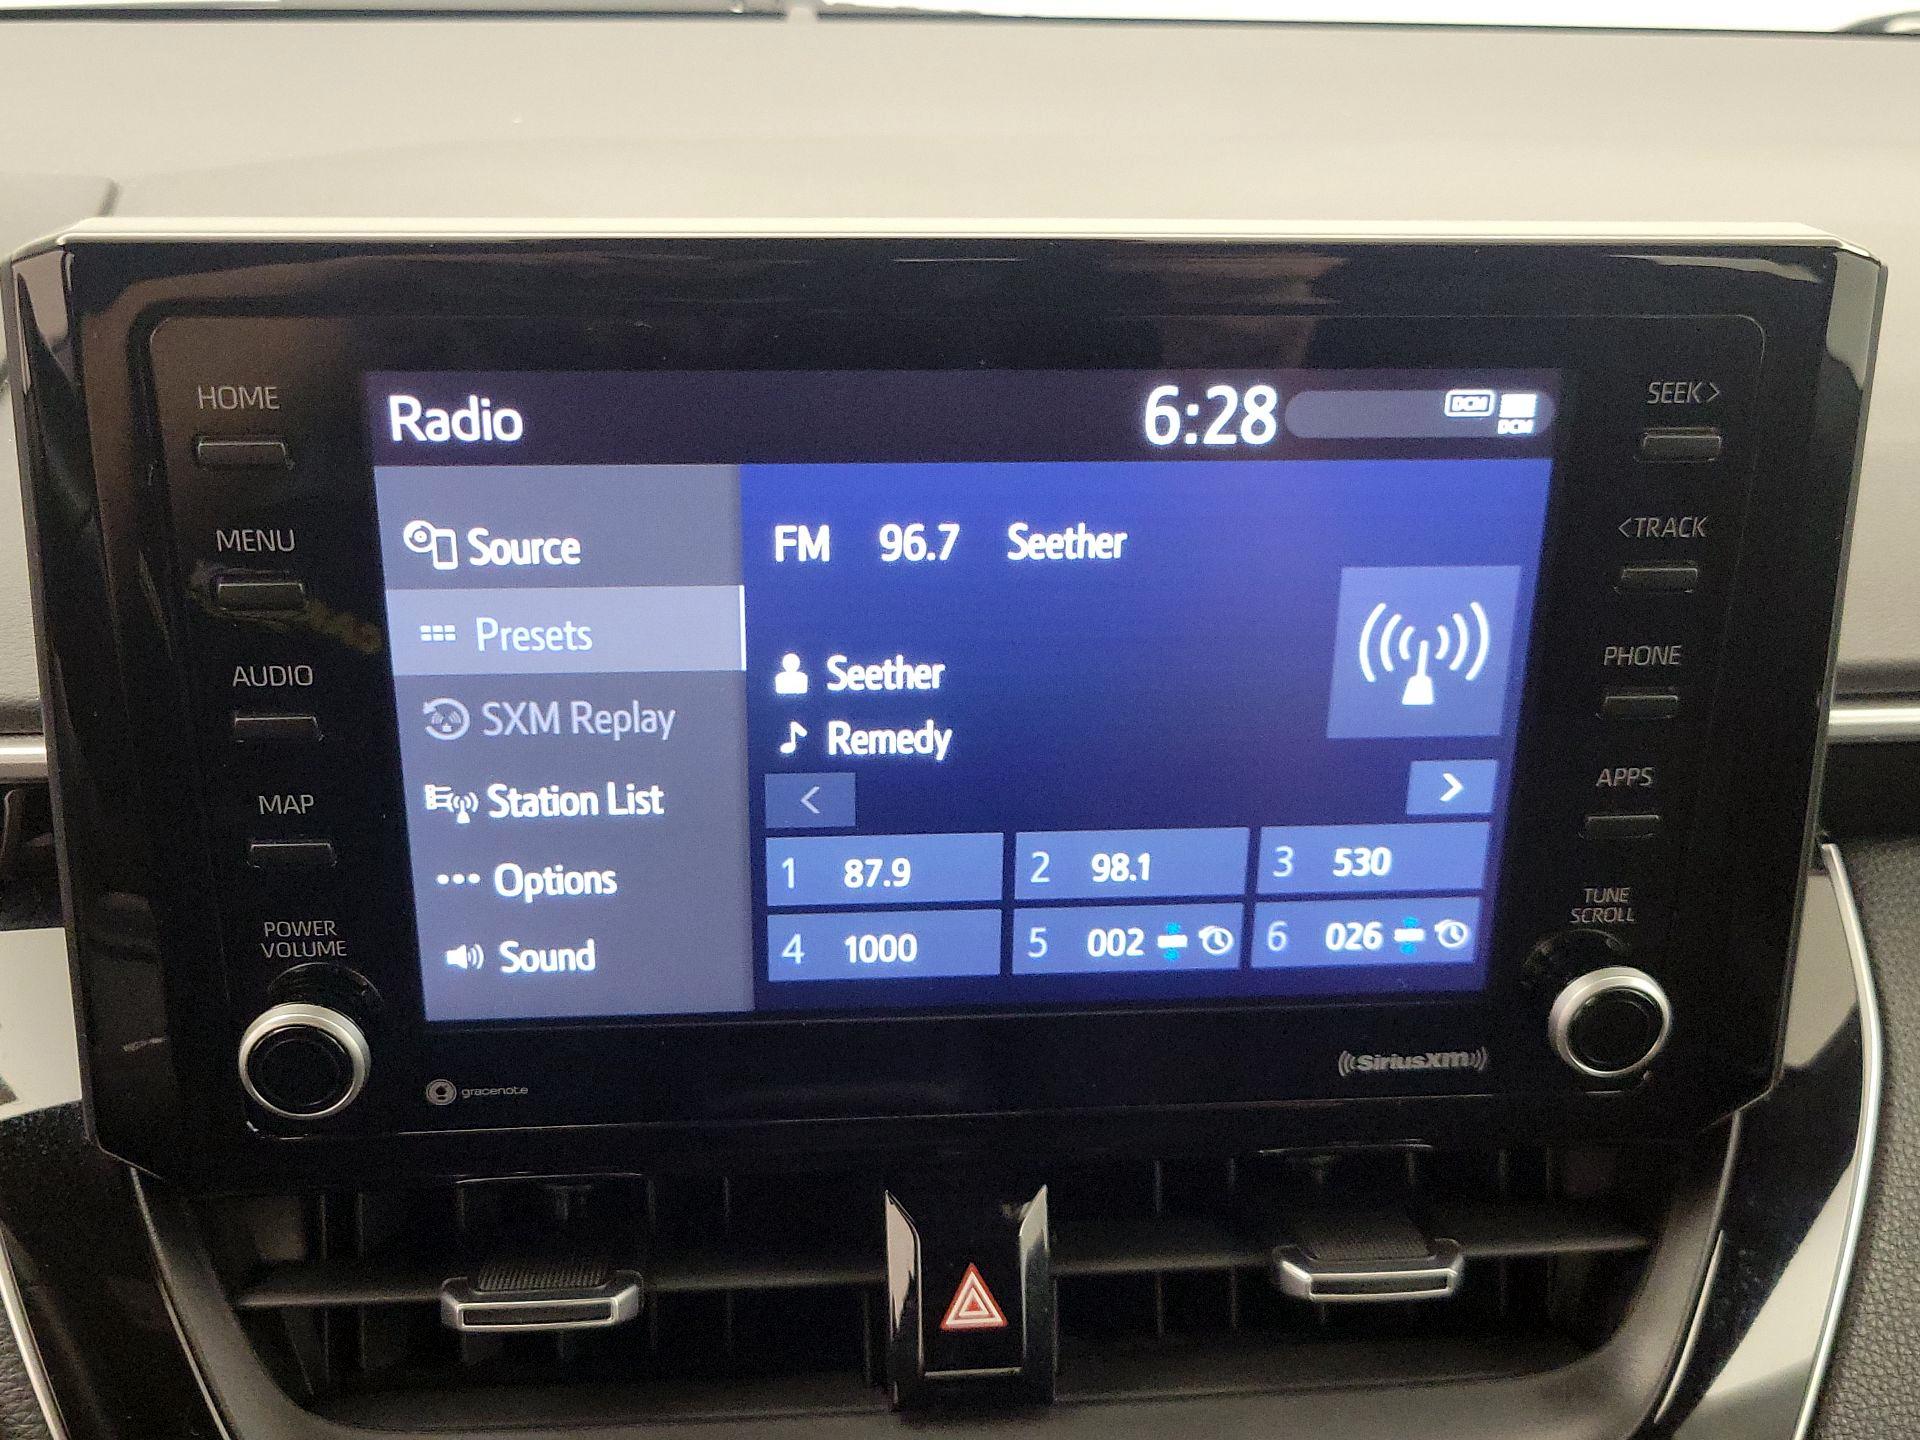 HOME
MENU
AUDIO
MAP
POWER
VOLUME
Radio
6:28
DCM
DCM
Source
Presets
SXM Replay
Station List
Options
Sound
FM 96.7 Seether
Seether
Remedy
<
>
1 87.9
2 98.1
3 530
4 1000
5 002
6 026
SEEK>
<TRACK
PHONE
APPS
TUNE
SCROLL
gracenote
((SiriusXM))